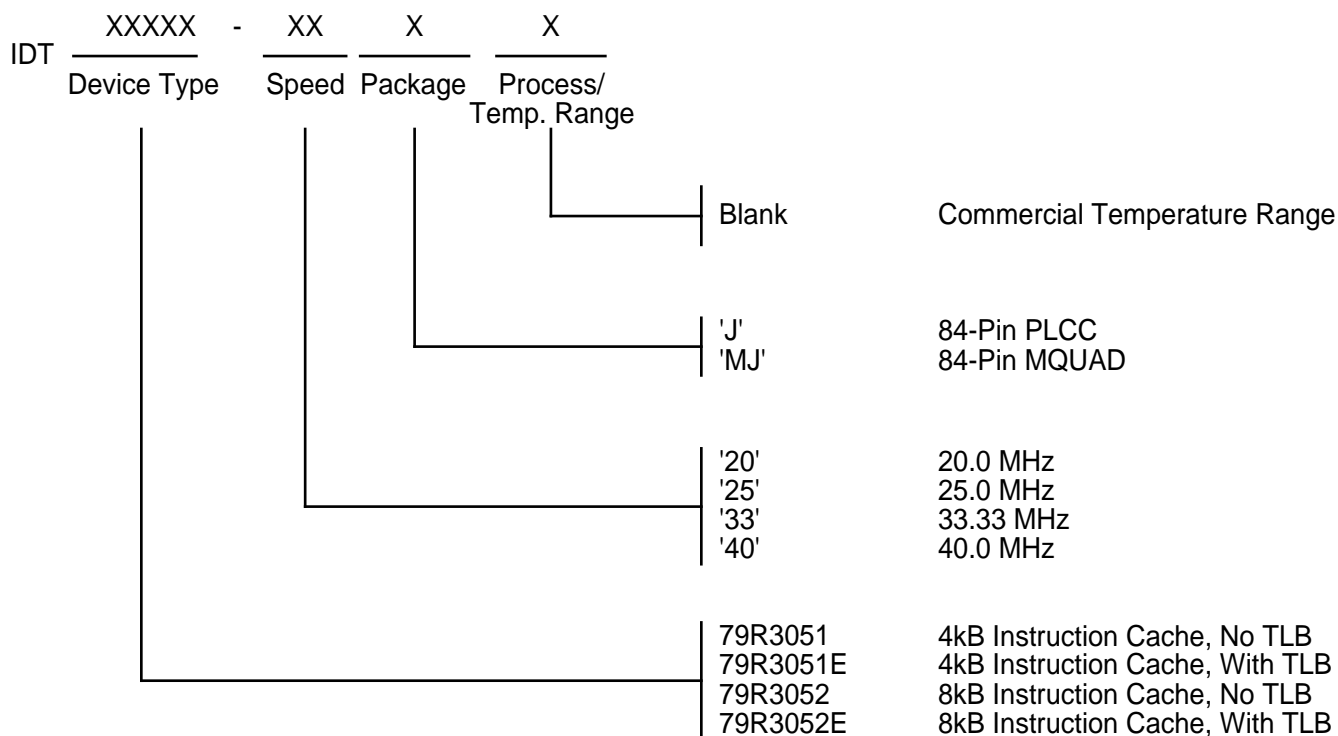 XXXXX - XX X X
IDT
Device Type Speed Package Process/
Temp. Range
Blank Commercial Temperature Range
'J' 84-Pin PLCC
'MJ' 84-Pin MQUAD
'20' 20.0 MHz
'25' 25.0 MHz
'33' 33.33 MHz
'40' 40.0 MHz
79R3051 4kB Instruction Cache, No TLB
79R3051E 4kB Instruction Cache, With TLB
79R3052 8kB Instruction Cache, No TLB
79R3052E 8kB Instruction Cache, With TLB